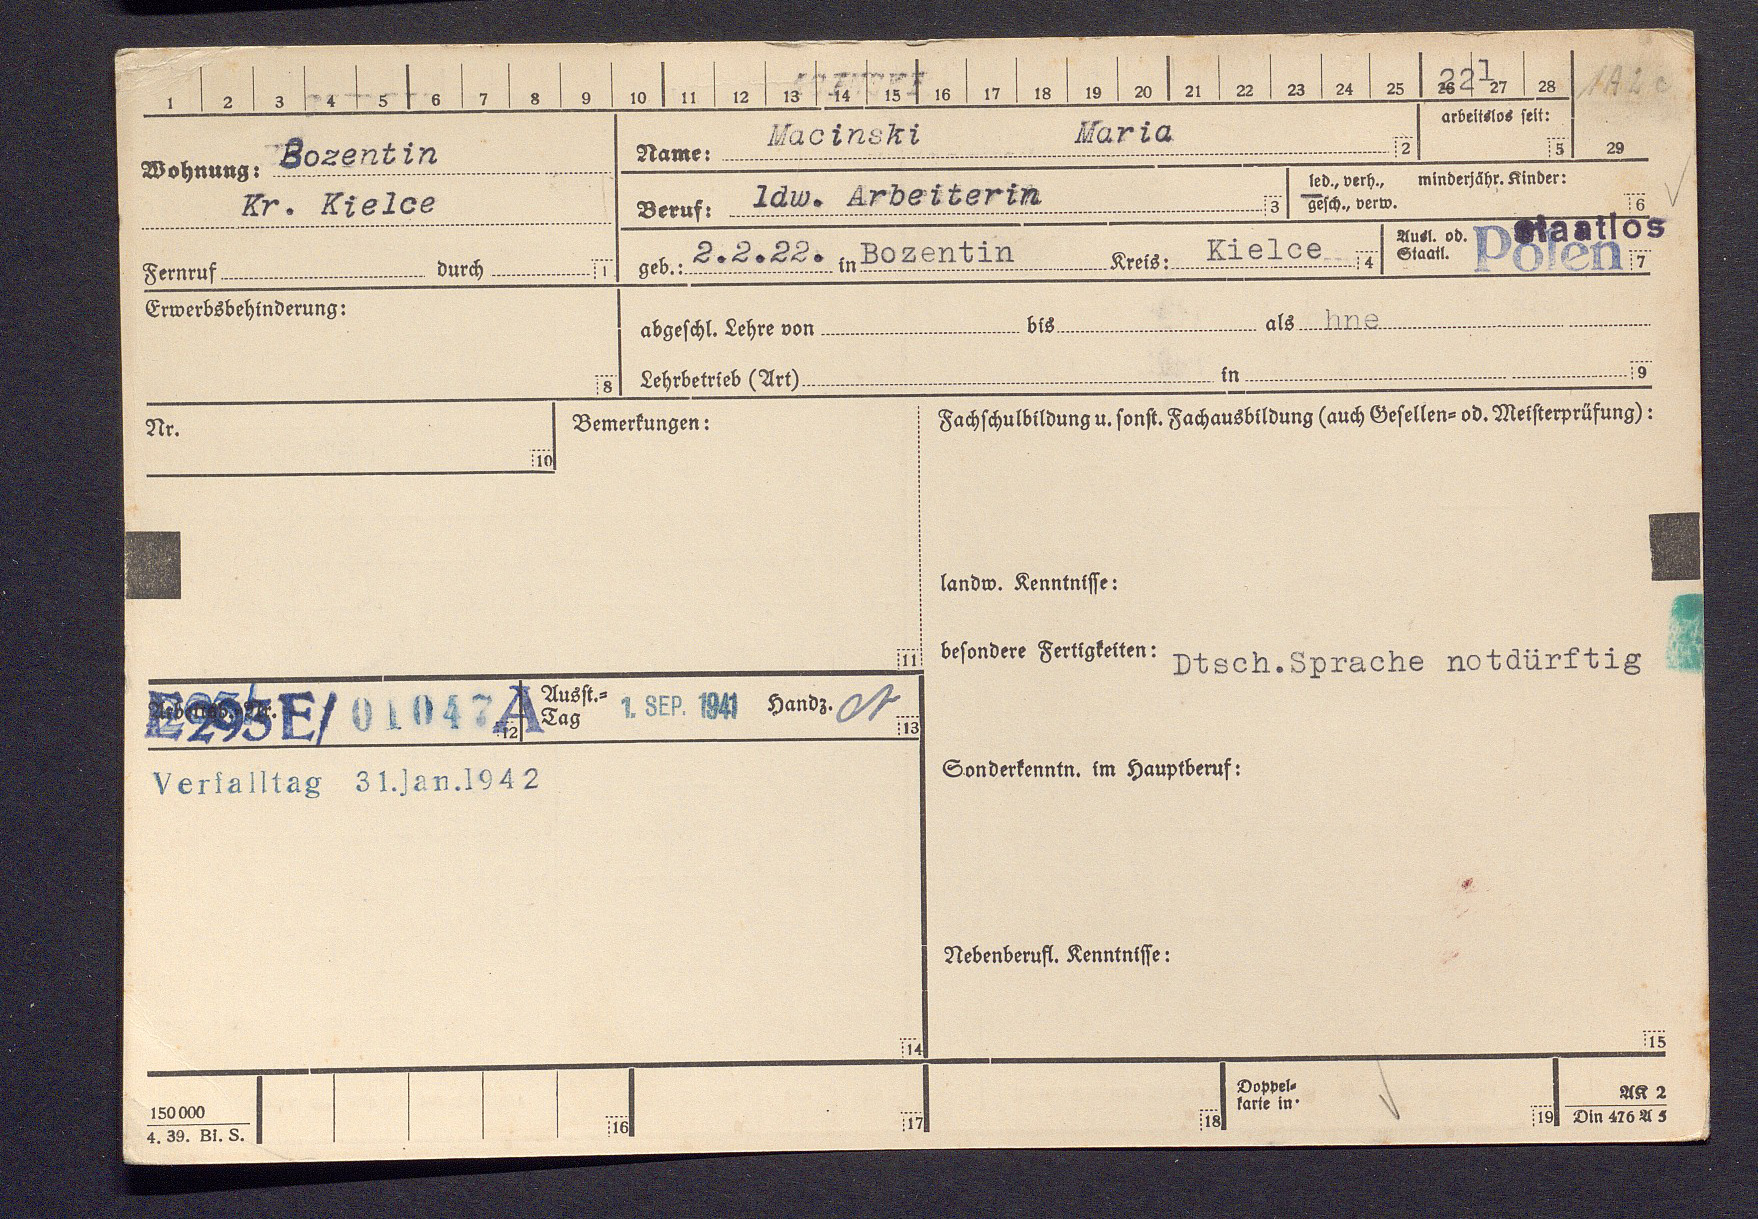 1 2 3 4 5 6 7 8 9 10 11 12 13 14 15 16 17 18 19 20 21 22 23 24 25 26 27 28
221
arbeitslos seit:
5 29
Wohnung: Bozentin
Kr. Kielce
Fernruf durch 1
Name: Macinski Maria 2
Beruf: ldw. Arbeiterin 3
led., verh., minderjähr. Kinder:
gesch., verw. 6
geb.: 2.2.22. in Bozentin Kreis: Kielce 4
Ausl. od.
Staatl. Polen staatlos 7
Erwerbsbehinderung:
8
abgeschl. Lehre von bis als hne
Lehrbetrieb (Art) in 9
Nr.
10
Bemerkungen:
11
Fachschulbildung u. sonst. Fachausbildung (auch Gesellen- od. Meisterprüfung):
landw. Kenntnisse:
besondere Fertigkeiten: Dtsch.Sprache notdürftig
E/ 01047 A 12
Ausst.-
Tag 1. SEP. 1941 Handz. 13
Verfalltag 31.Jan.1942
14
Sonderkenntn. im Hauptberuf:
Nebenberufl. Kenntnisse:
15
150000
4. 39. Bl. S.
16 17 18
Doppel-
karte in·
19
AK 2
Din 476 A 5